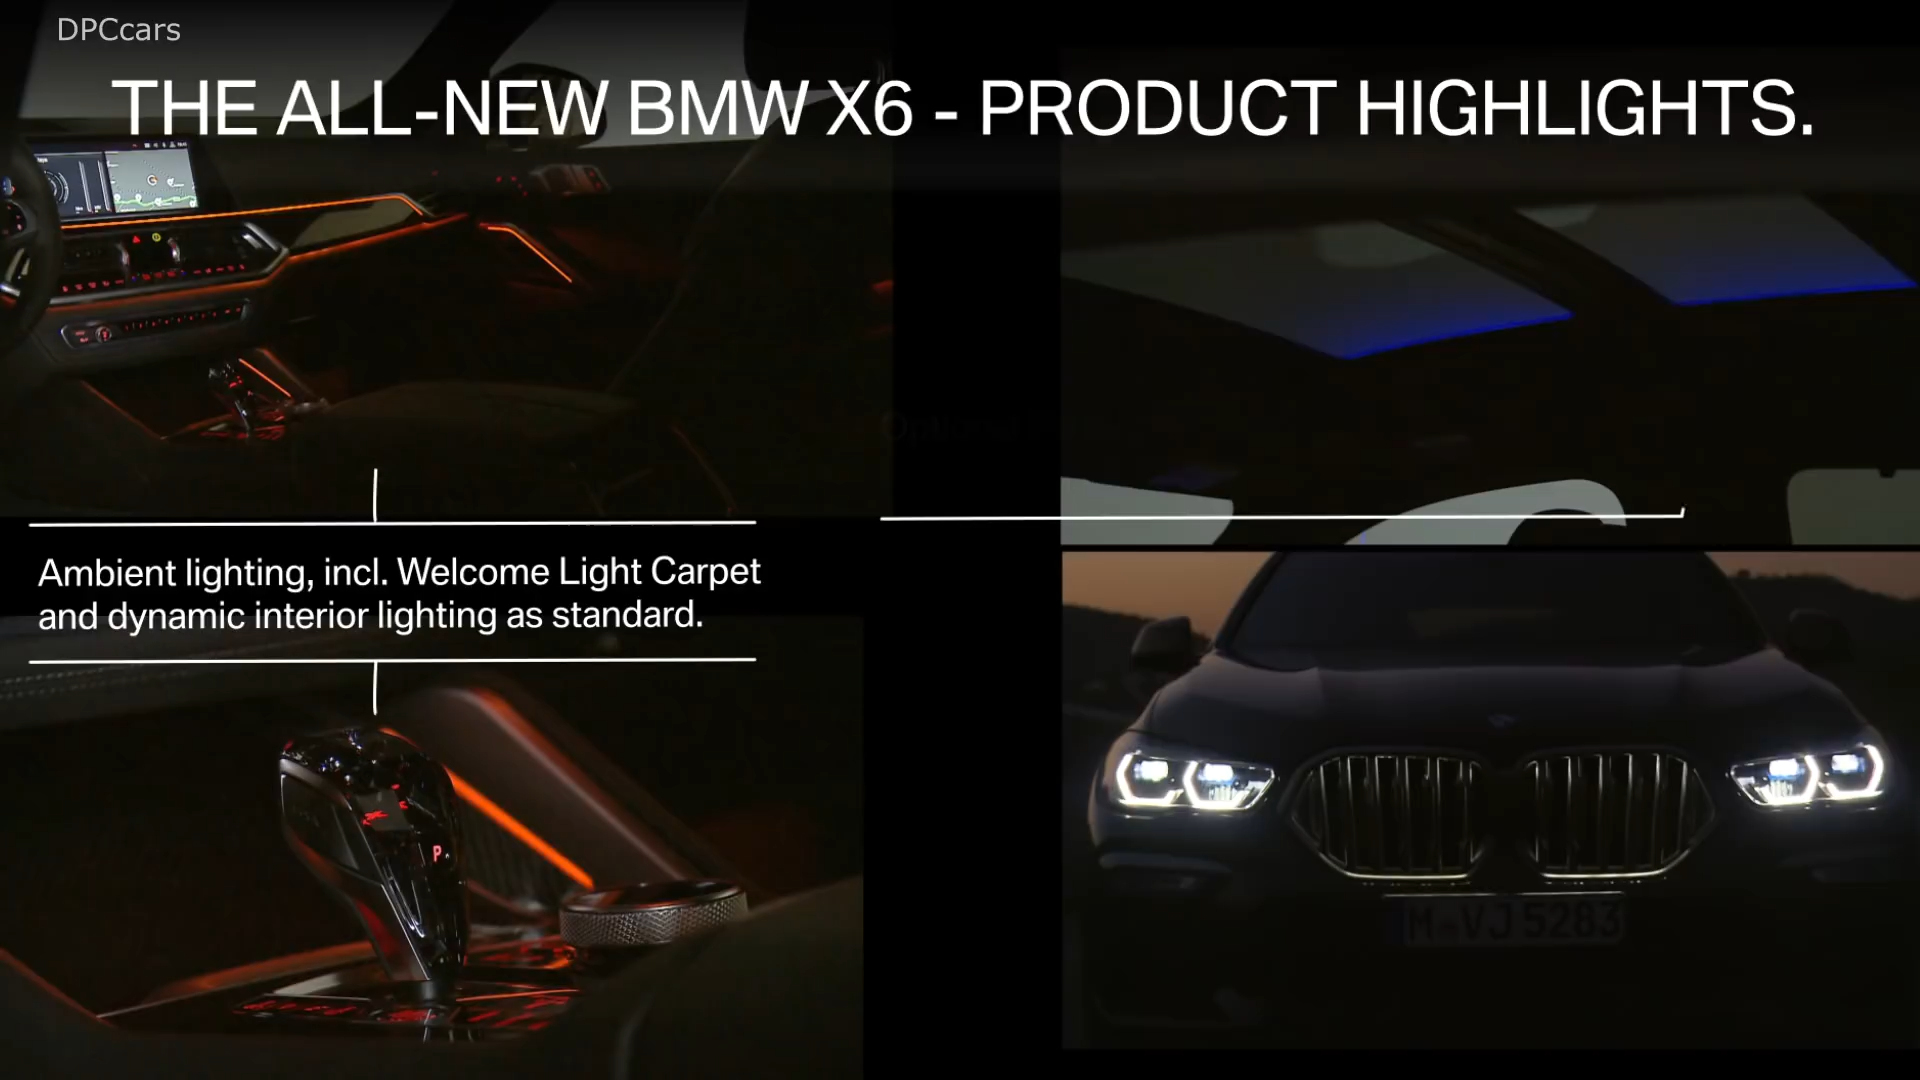 DPCcars
THE ALL-NEW BMW X6 - PRODUCT HIGHLIGHTS.
Ambient lighting, incl. Welcome Light Carpet
and dynamic interior lighting as standard.
P
M-VJ 5283